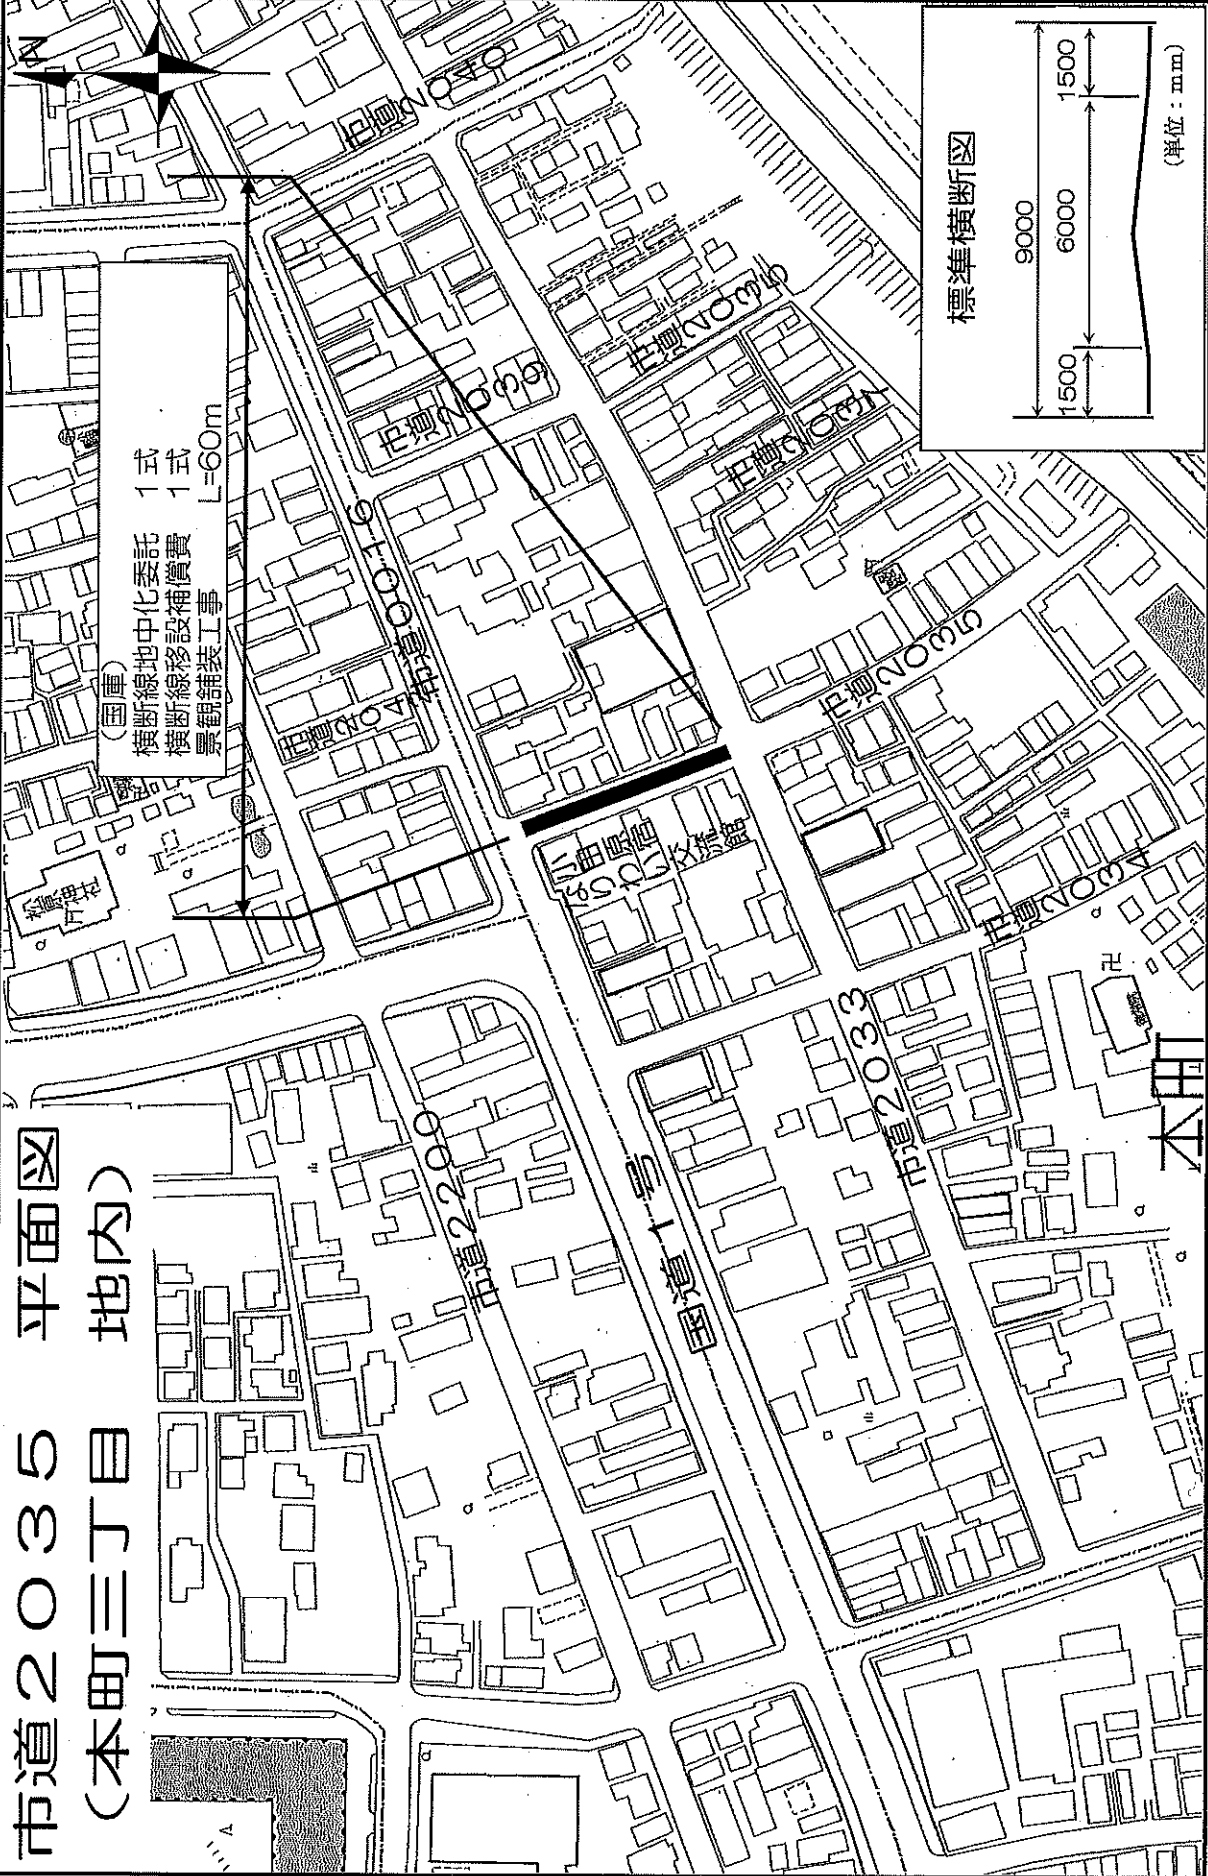 市道2035 平面図
(本町三丁目 地内)
N
(国庫)
横断線地中化委託 1式
横断線移設補償費 1式
景観舗装工事 L=60m
松原神社
市道2040
市道2039
市道0016
市道204
市道2200
国道1号
小田原宿
なりわい交流館
市道2035
市道2037
市道2035
市道2034
市道2033
本町
標準横断図
9000
1500 6000 1500
(単位:mm)